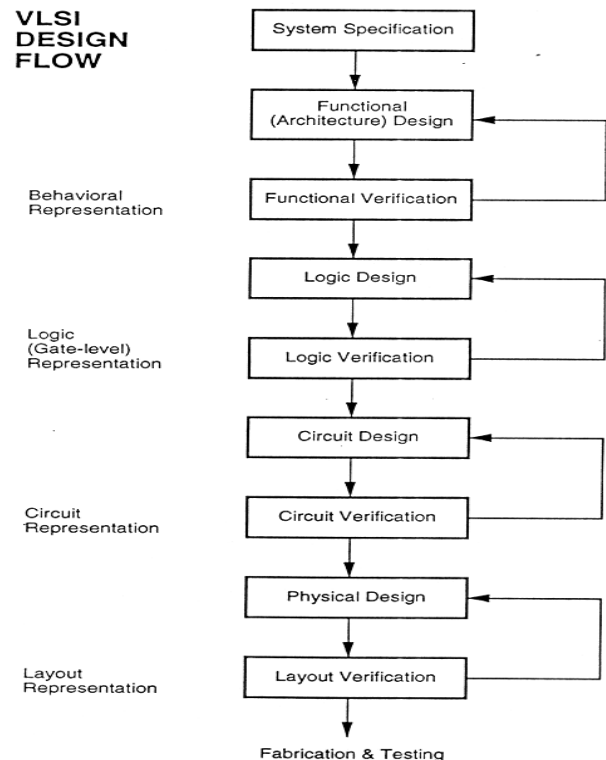 VLSI
DESIGN
FLOW
System Specification
Functional
(Architecture) Design
Behavioral
Representation
Functional Verification
Logic Design
Logic
(Gate-level)
Representation
Logic Verification
Circuit Design
Circuit
Representation
Circuit Verification
Physical Design
Layout
Representation
Layout Verification
Fabrication & Testing